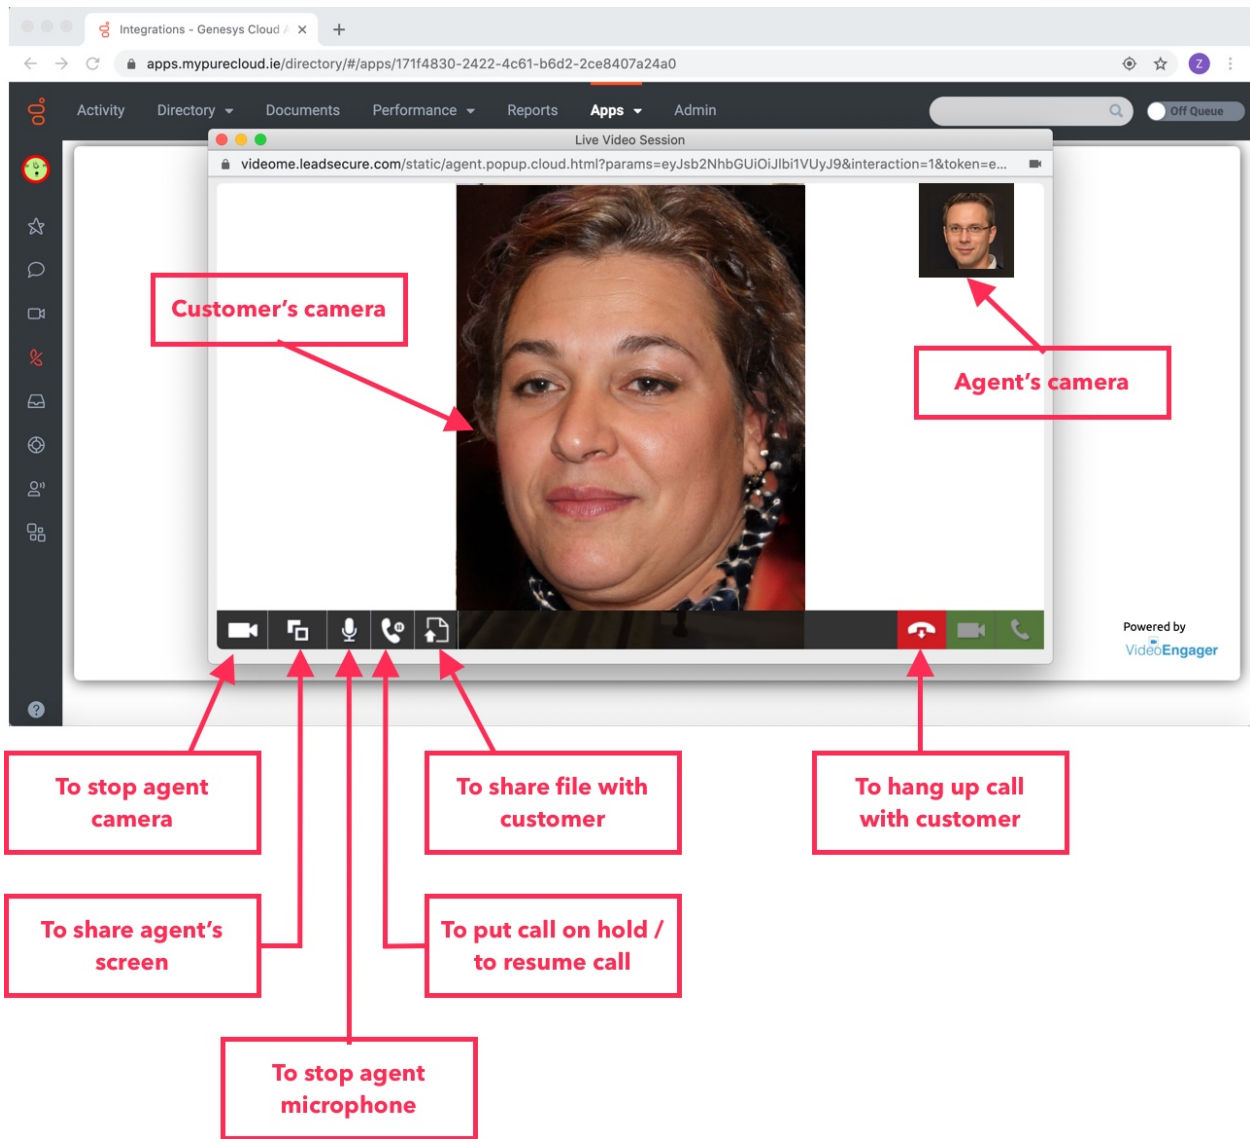 Integrations - Genesys Cloud A
apps.mypurecloud.ie/directory/#/apps/171f4830-2422-4c61-b6d2-2ce8407a24a0
Z
Activity Directory Documents Performance Reports Apps Admin
Off Queue
Live Video Session
videome.leadsecure.com/static/agent.popup.cloud.html?params=eyJsb2NhbGUiOiJlbi1VUyJ9&interaction=1&token=e...
Customer's camera
Agent's camera
Powered by
VideoEngager
To stop agent
camera
To share file with
customer
To hang up call
with customer
To share agent's
screen
To put call on hold /
to resume call
To stop agent
microphone